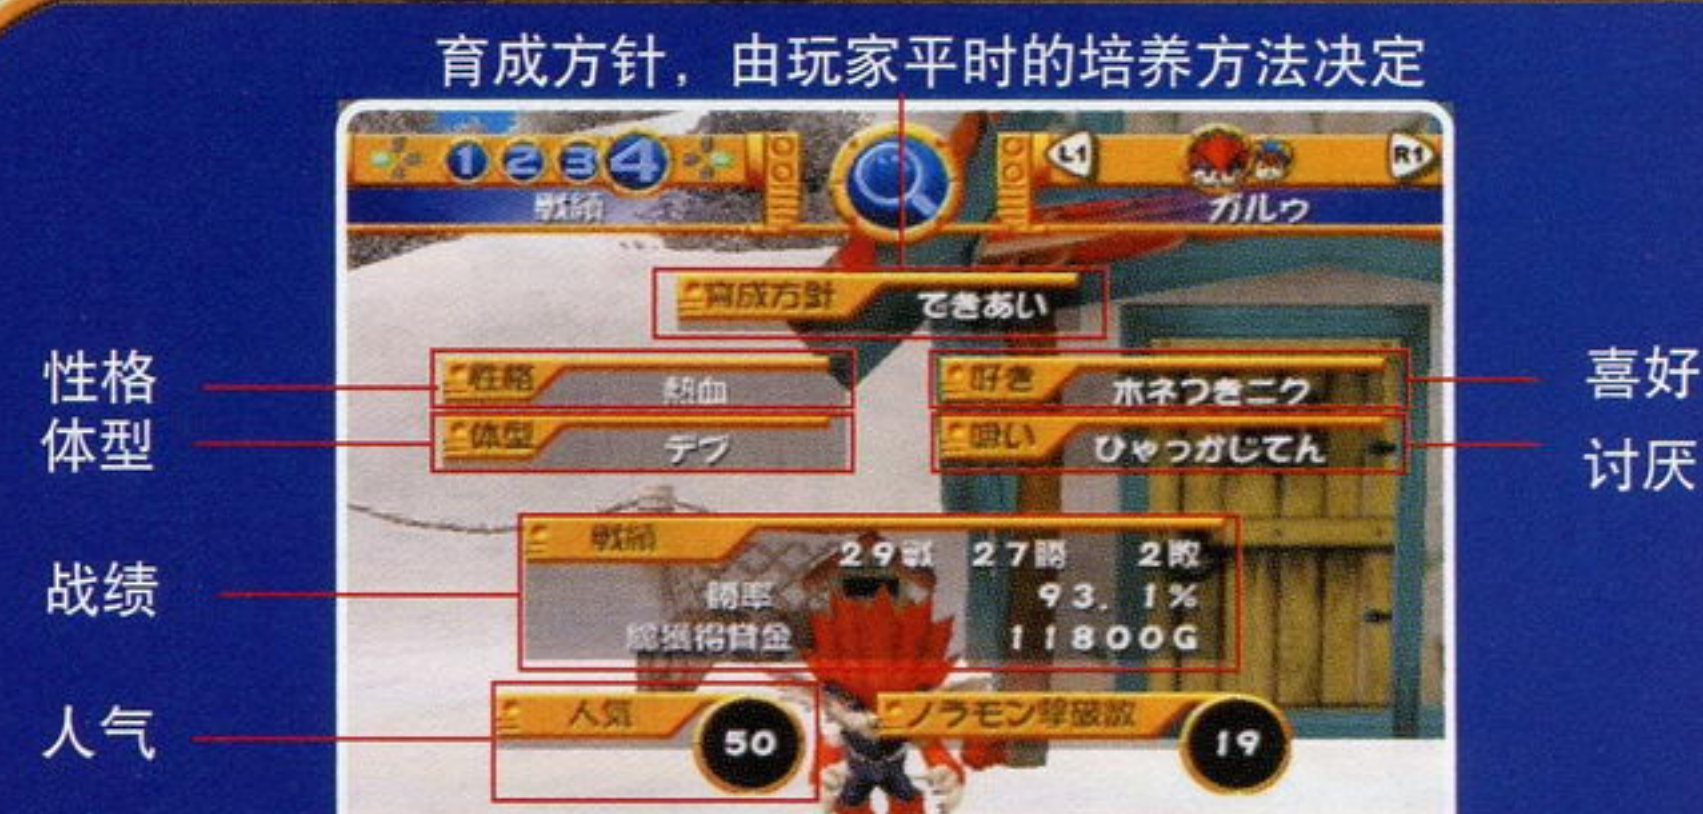 育成方针，由玩家平时的培养方法决定
1 2 3 4
L1
R1
戦績
ガルゥ
育成方針 できあい
性格
性格 熱血
好き ホネつきニク
喜好
体型
体型 デブ
嫌い ひゃっかじてん
讨厌
战绩
戦績
29戦 27勝 2敗
勝率 93.1%
総獲得賞金 11800G
人气
人気 50
ノラモン撃破数 19